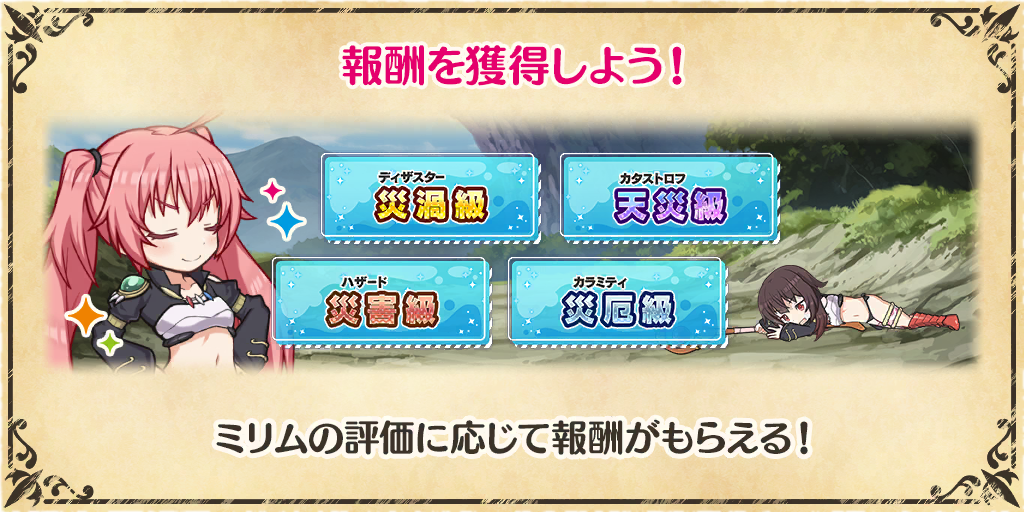 報酬を獲得しよう！
ディザスター
災渦級
カタストロフ
天災級
ハザード
災害級
カラミティ
災厄級
ミリムの評価に応じて報酬がもらえる！